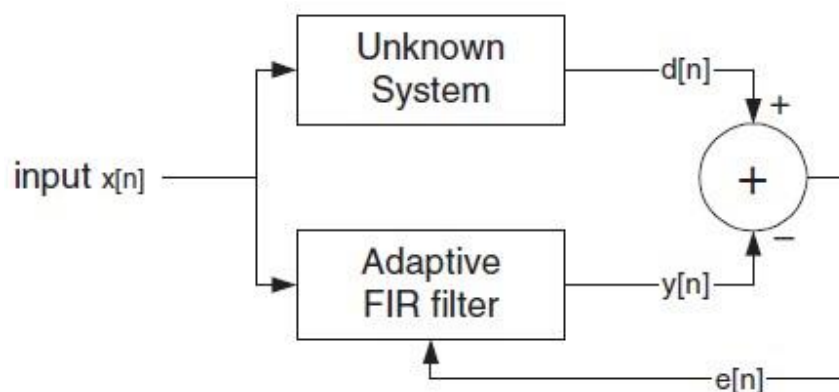 Unknown
System
d[n]
+
input x[n]
+
−
Adaptive
FIR filter
y[n]
e[n]